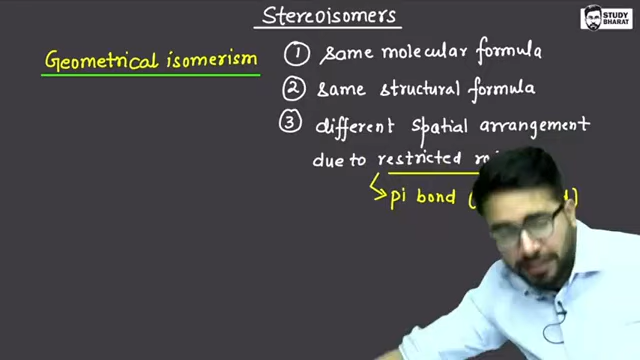 Stereoisomers
STUDY
BHARAT
Geometrical isomerism
① same molecular formula
② same structural formula
③ different spatial arrangement
due to restricted
pi bond